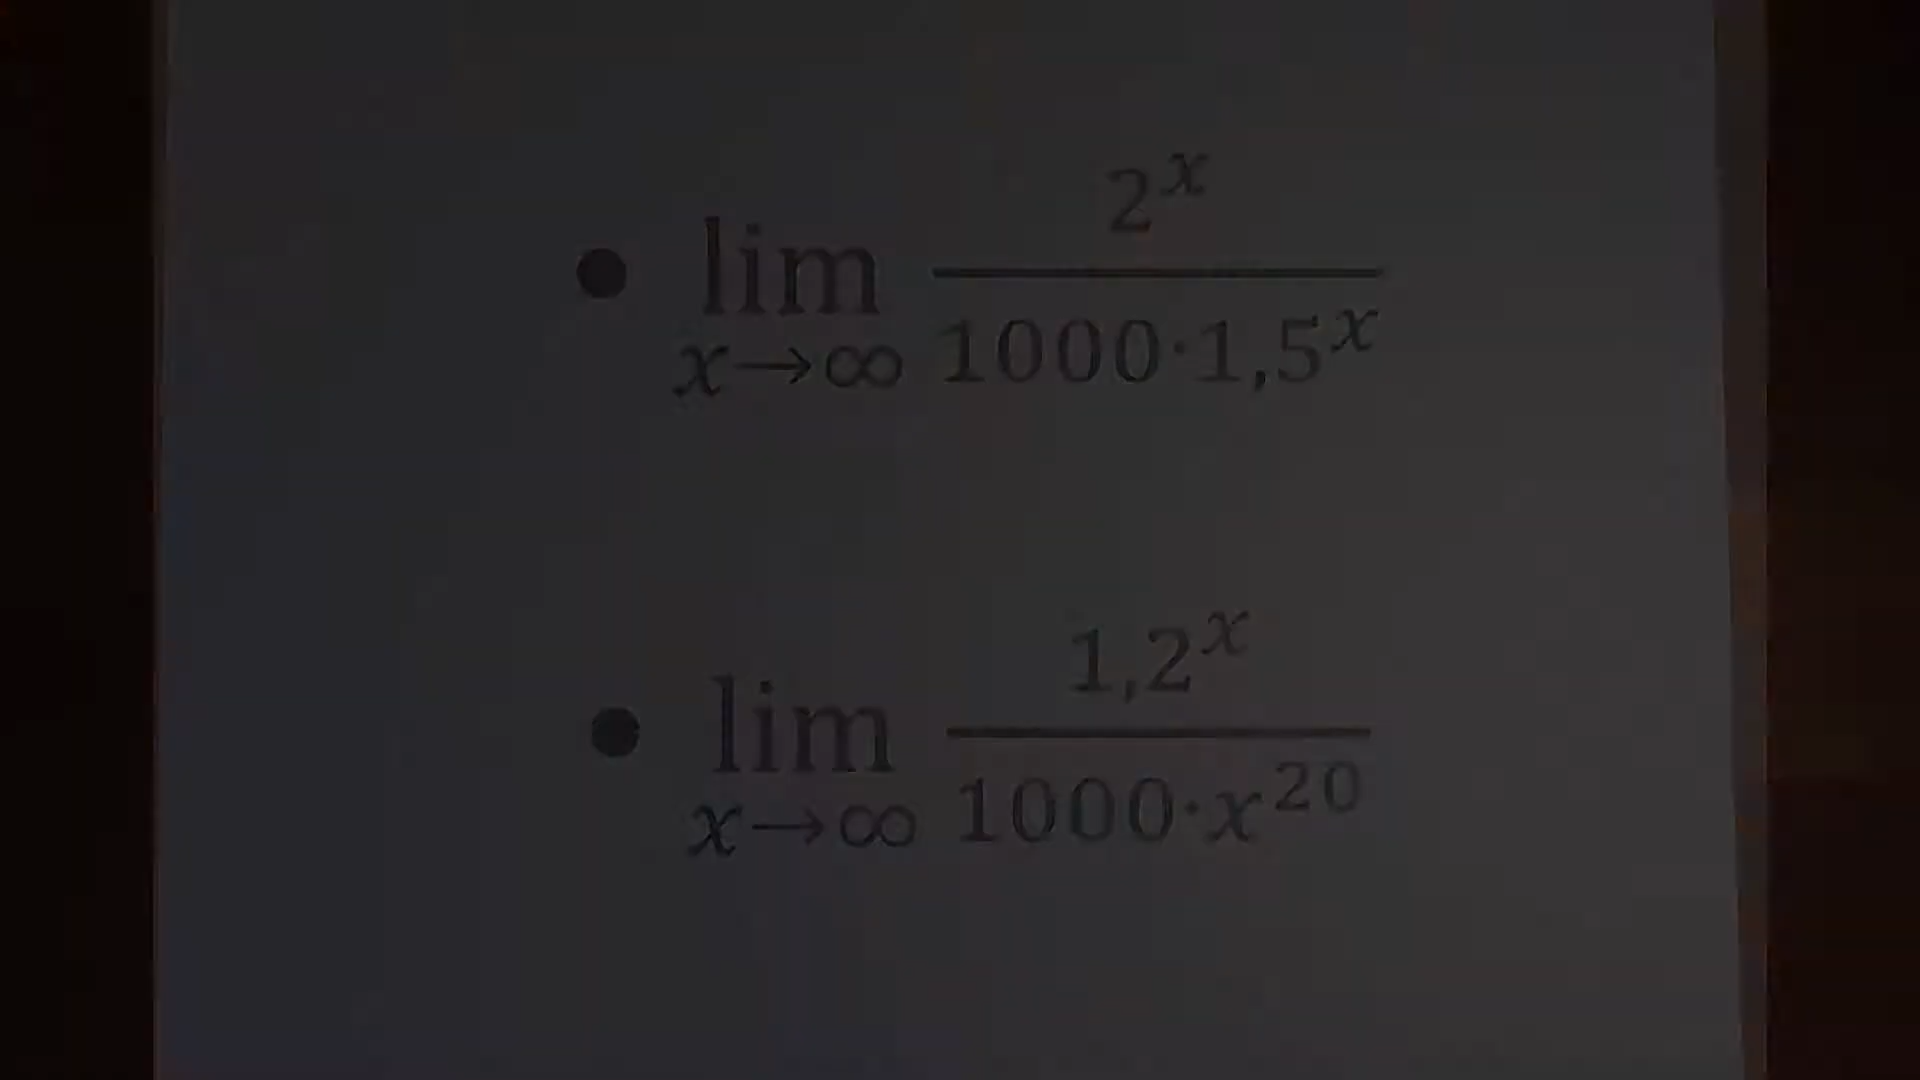 • lim x→∞ 2^x / 1000·1,5^x
• lim x→∞ 1,2^x / 1000·x^20